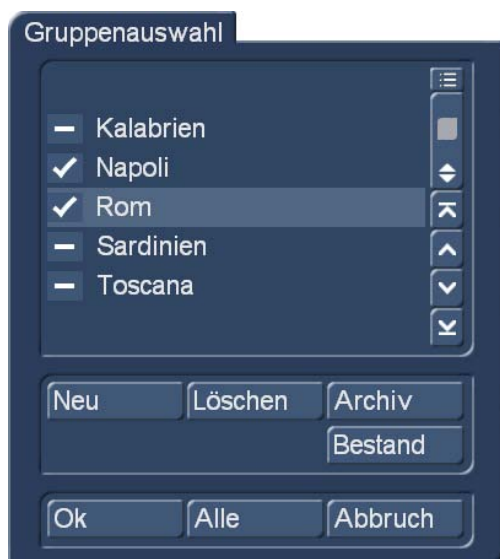 Gruppenauswahl
Kalabrien
Napoli
Rom
Sardinien
Toscana
Neu Löschen Archiv
Bestand
Ok Alle Abbruch